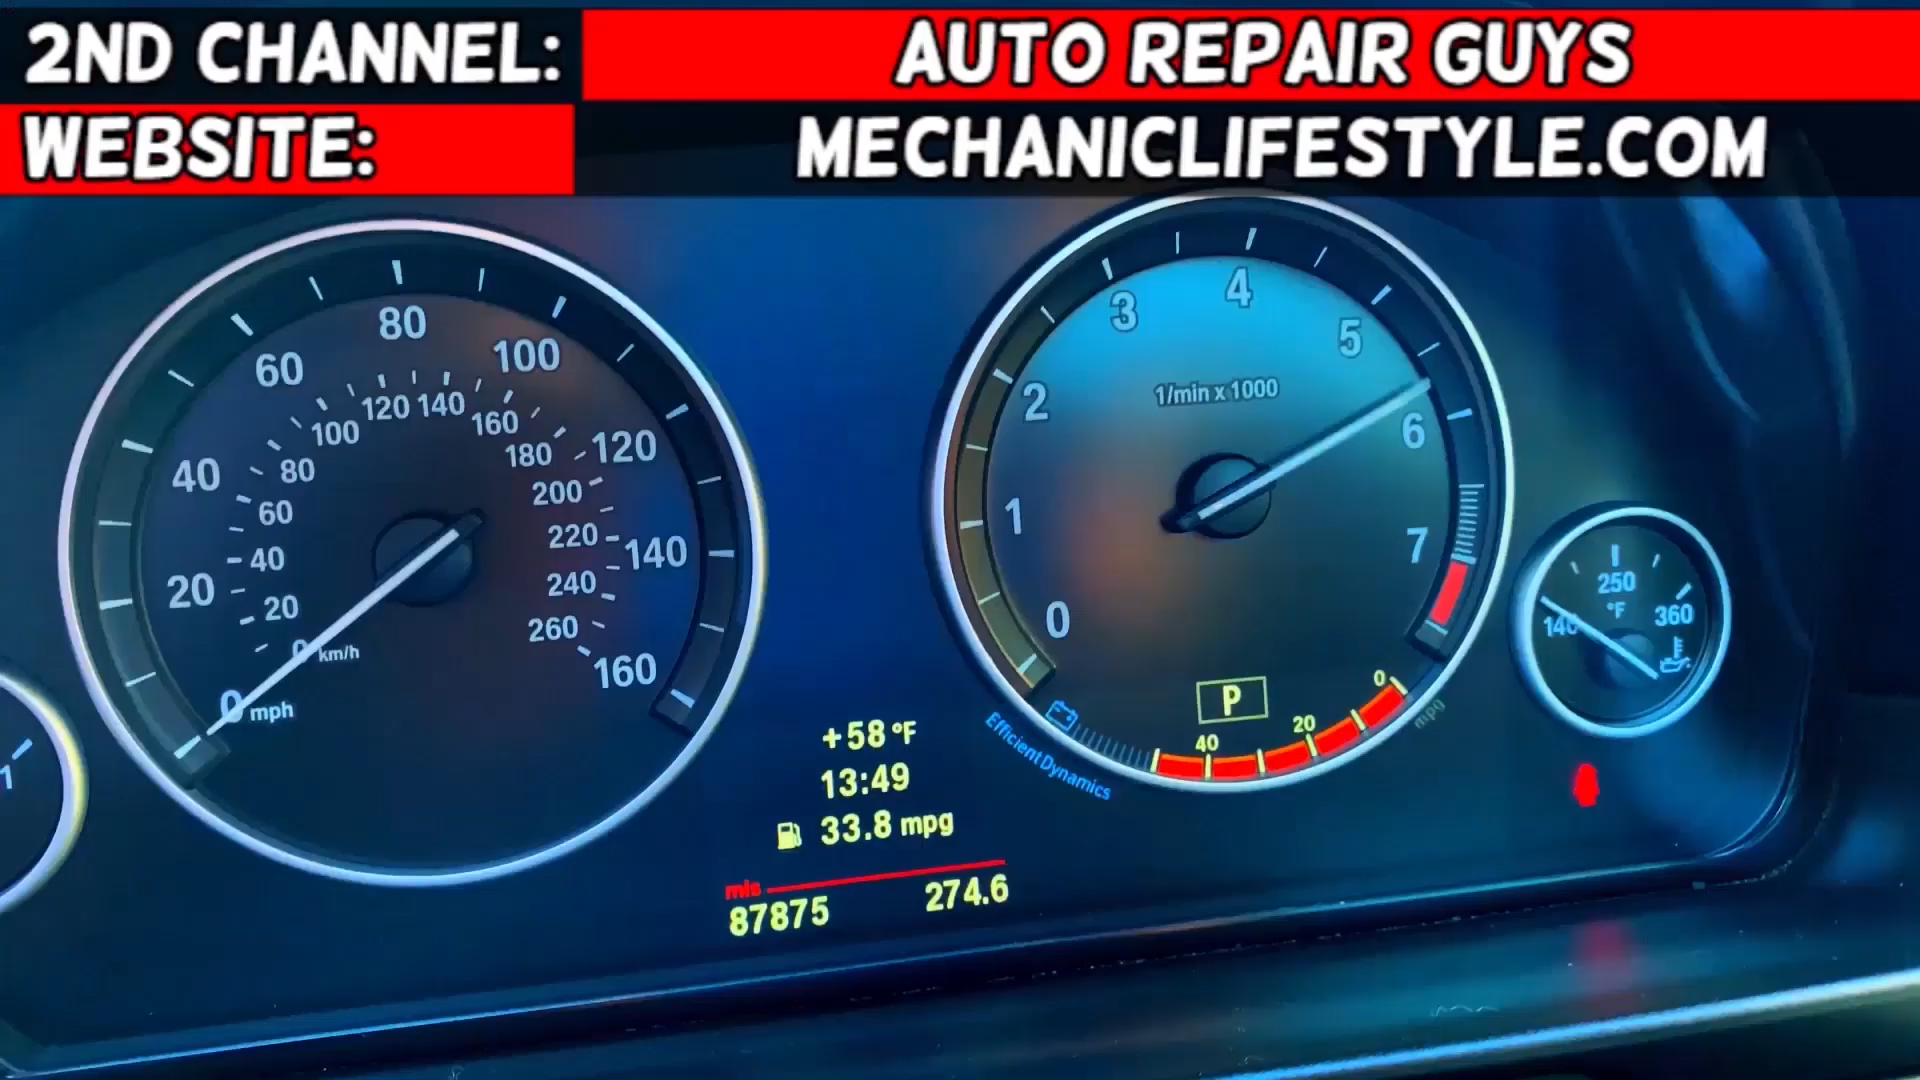 2ND CHANNEL: AUTO REPAIR GUYS
WEBSITE: MECHANICLIFESTYLE.COM
0 20 40 60 80 100 120 140 160
mph
0 20 40 60 80 100 120 140 160 180 200 220 240 260
km/h
0 1 2 3 4 5 6 7
1/min x 1000
P
40 20 0
mpg
EfficientDynamics
140 250 360
°F
1
+58 °F
13:49
33.8 mpg
mls
87875 274.6